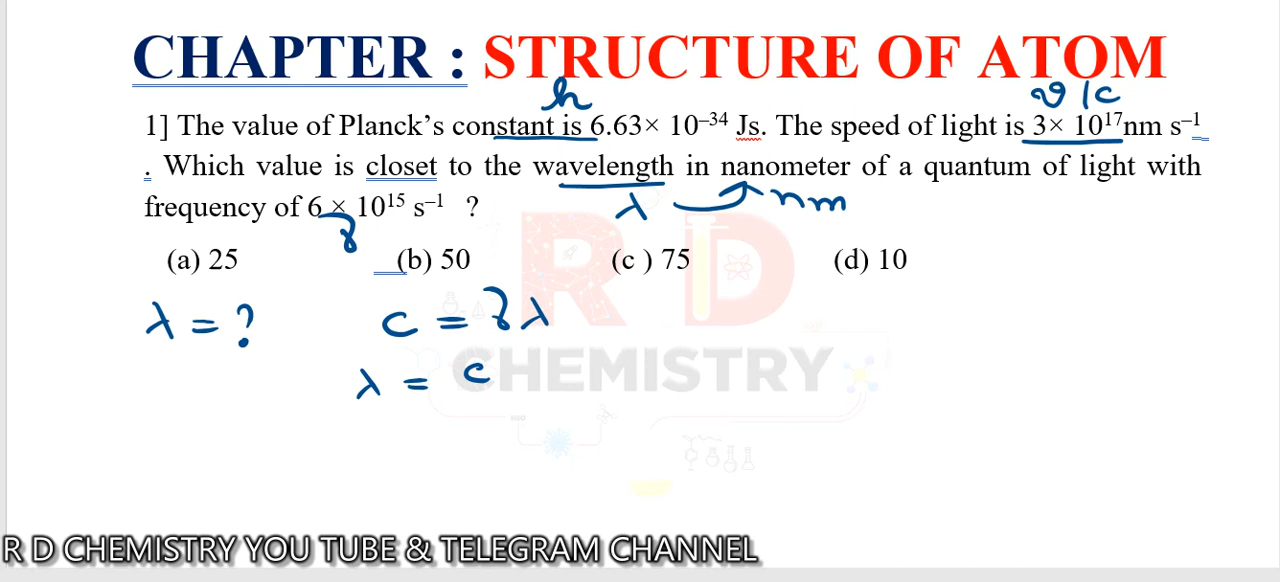 CHAPTER : STRUCTURE OF ATOM
h
v / c
1] The value of Planck's constant is 6.63× 10⁻³⁴ Js. The speed of light is 3× 10¹⁷nm s⁻¹
. Which value is closet to the wavelength in nanometer of a quantum of light with
frequency of 6 × 10¹⁵ s⁻¹ ?
λ nm
(a) 25 (b) 50 (c ) 75 (d) 10
λ = ? c = ν λ
λ = c
R D
CHEMISTRY
R D CHEMISTRY YOU TUBE & TELEGRAM CHANNEL